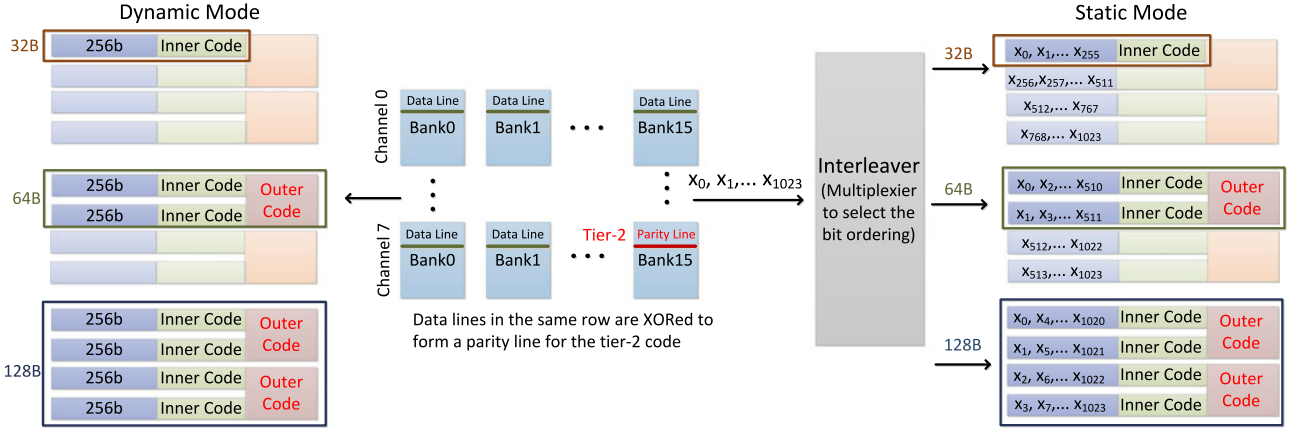 Dynamic Mode
32B
256b
Inner Code
64B
256b
Inner Code
256b
Inner Code
Outer
Code
128B
256b
Inner Code
256b
Inner Code
Outer
Code
256b
Inner Code
256b
Inner Code
Outer
Code
Channel 0
Data Line
Bank0
Data Line
Bank1
Data Line
Bank15
Channel 7
Data Line
Bank0
Data Line
Bank1
Tier-2
Parity Line
Bank15
Data lines in the same row are XORed to
form a parity line for the tier-2 code
x₀, x₁,... x₁₀₂₃
Interleaver
(Multiplexier
to select the
bit ordering)
Static Mode
32B
x₀, x₁,... x₂₅₅
Inner Code
x₂₅₆,x₂₅₇,... x₅₁₁
x₅₁₂,... x₇₆₇
x₇₆₈,... x₁₀₂₃
64B
x₀, x₂,... x₅₁₀
Inner Code
x₁, x₃,... x₅₁₁
Inner Code
Outer
Code
x₅₁₂,... x₁₀₂₂
x₅₁₃,... x₁₀₂₃
128B
x₀, x₄,... x₁₀₂₀
Inner Code
x₁, x₅,... x₁₀₂₁
Inner Code
Outer
Code
x₂, x₆,... x₁₀₂₂
Inner Code
x₃, x₇,... x₁₀₂₃
Inner Code
Outer
Code